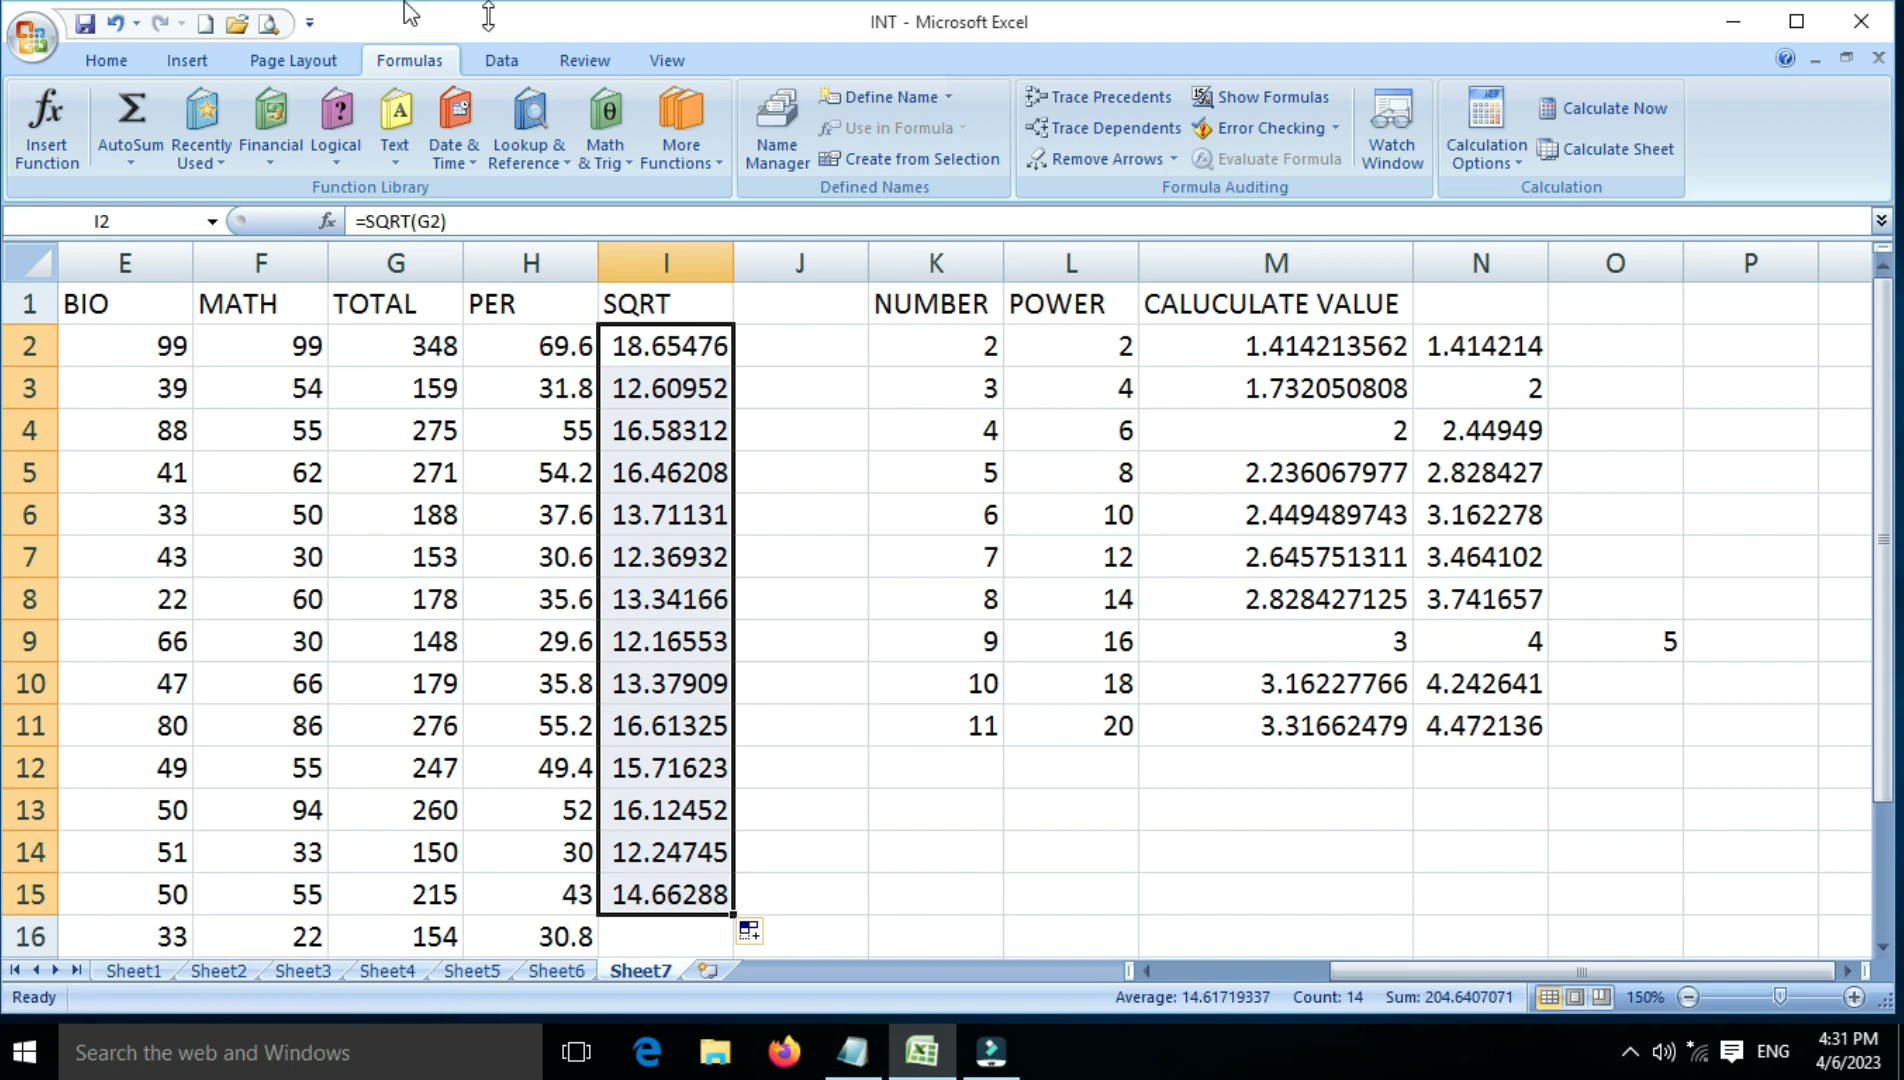 INT - Microsoft Excel
Home Insert Page Layout Formulas Data Review View
Insert Function
AutoSum
Recently Used
Financial
Logical
Text
Date & Time
Lookup & Reference
Math & Trig
More Functions
Function Library
Name Manager
Define Name
Use in Formula
Create from Selection
Defined Names
Trace Precedents
Trace Dependents
Remove Arrows
Show Formulas
Error Checking
Evaluate Formula
Watch Window
Formula Auditing
Calculation Options
Calculate Now
Calculate Sheet
Calculation
I2 fx =SQRT(G2)
E F G H I J K L M N O P
1 BIO MATH TOTAL PER SQRT NUMBER POWER CALUCULATE VALUE
2 99 99 348 69.6 18.65476 2 2 1.414213562 1.414214
3 39 54 159 31.8 12.60952 3 4 1.732050808 2
4 88 55 275 55 16.58312 4 6 2 2.44949
5 41 62 271 54.2 16.46208 5 8 2.236067977 2.828427
6 33 50 188 37.6 13.71131 6 10 2.449489743 3.162278
7 43 30 153 30.6 12.36932 7 12 2.645751311 3.464102
8 22 60 178 35.6 13.34166 8 14 2.828427125 3.741657
9 66 30 148 29.6 12.16553 9 16 3 4 5
10 47 66 179 35.8 13.37909 10 18 3.16227766 4.242641
11 80 86 276 55.2 16.61325 11 20 3.31662479 4.472136
12 49 55 247 49.4 15.71623
13 50 94 260 52 16.12452
14 51 33 150 30 12.24745
15 50 55 215 43 14.66288
16 33 22 154 30.8
Sheet1 Sheet2 Sheet3 Sheet4 Sheet5 Sheet6 Sheet7
Ready Average: 14.61719337 Count: 14 Sum: 204.6407071 150%
Search the web and Windows
ENG
4:31 PM
4/6/2023